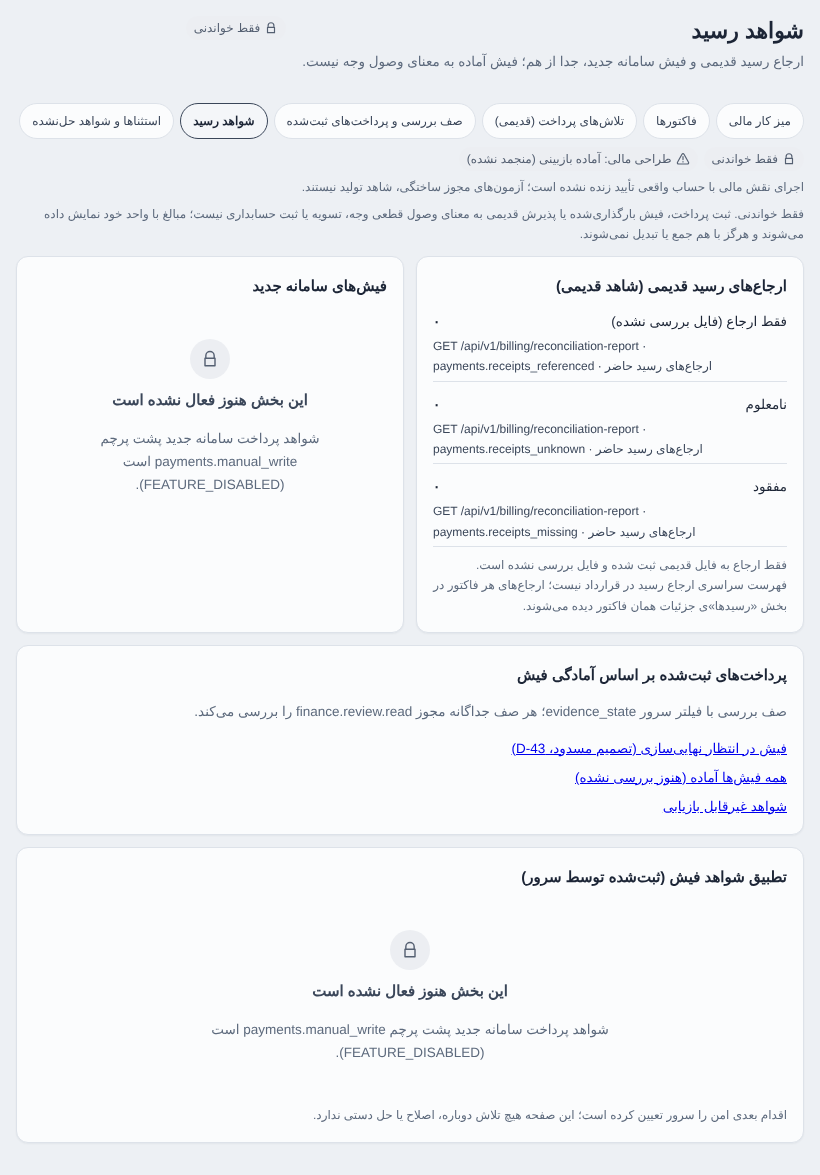 شواهد رسید
فقط خواندنی
ارجاع رسید قدیمی و فیش سامانه جدید، جدا از هم؛ فیش آماده به معنای وصول وجه نیست.
میز کار مالی
فاکتورها
تلاش‌های پرداخت (قدیمی)
صف بررسی و پرداخت‌های ثبت‌شده
شواهد رسید
استثناها و شواهد حل‌نشده
فقط خواندنی
طراحی مالی: آماده بازبینی (منجمد نشده)
اجرای نقش مالی با حساب واقعی تأیید زنده نشده است؛ آزمون‌های مجوز ساختگی، شاهد تولید نیستند.
فقط خواندنی. ثبت پرداخت، فیش بارگذاری‌شده یا پذیرش قدیمی به معنای وصول قطعی وجه، تسویه یا ثبت حسابداری نیست؛ مبالغ با واحد خود نمایش داده
می‌شوند و هرگز با هم جمع یا تبدیل نمی‌شوند.
ارجاع‌های رسید قدیمی (شاهد قدیمی)
فقط ارجاع (فایل بررسی نشده)
۰
GET /api/v1/billing/reconciliation-report ·
payments.receipts_referenced · ارجاع‌های رسید حاضر
نامعلوم
۰
GET /api/v1/billing/reconciliation-report ·
payments.receipts_unknown · ارجاع‌های رسید حاضر
مفقود
۰
GET /api/v1/billing/reconciliation-report ·
payments.receipts_missing · ارجاع‌های رسید حاضر
فقط ارجاع به فایل قدیمی ثبت شده و فایل بررسی نشده است.
فهرست سراسری ارجاع رسید در قرارداد نیست؛ ارجاع‌های هر فاکتور در
بخش «رسیدها»ی جزئیات همان فاکتور دیده می‌شوند.
فیش‌های سامانه جدید
این بخش هنوز فعال نشده است
شواهد پرداخت سامانه جدید پشت پرچم
payments.manual_write است
(FEATURE_DISABLED).
پرداخت‌های ثبت‌شده بر اساس آمادگی فیش
صف بررسی با فیلتر سرور evidence_state؛ هر صف جداگانه مجوز finance.review.read را بررسی می‌کند.
فیش در انتظار نهایی‌سازی (تصمیم مسدود، D-43)
همه فیش‌ها آماده (هنوز بررسی نشده)
شواهد غیرقابل بازیابی
تطبیق شواهد فیش (ثبت‌شده توسط سرور)
این بخش هنوز فعال نشده است
شواهد پرداخت سامانه جدید پشت پرچم payments.manual_write است
(FEATURE_DISABLED).
اقدام بعدی امن را سرور تعیین کرده است؛ این صفحه هیچ تلاش دوباره، اصلاح یا حل دستی ندارد.